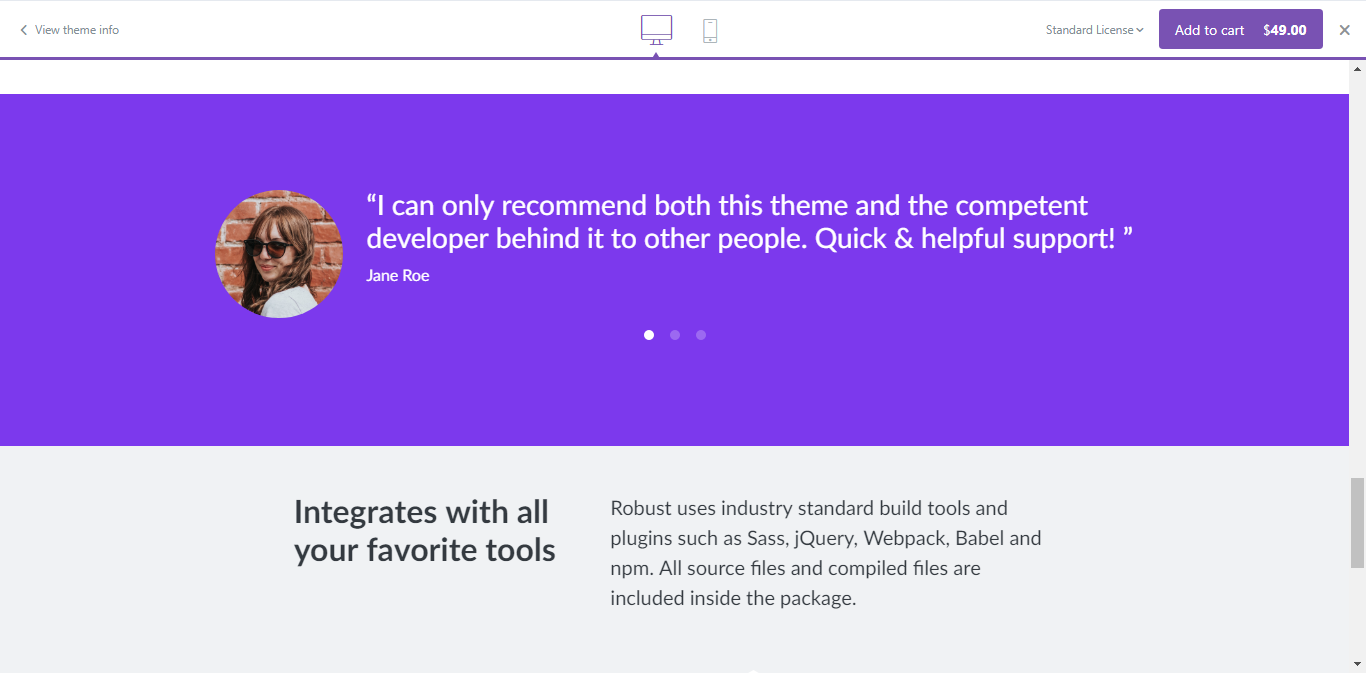 View theme info
Standard License
Add to cart $49.00
“I can only recommend both this theme and the competent
developer behind it to other people. Quick & helpful support! ”
Jane Roe
Integrates with all
your favorite tools
Robust uses industry standard build tools and
plugins such as Sass, jQuery, Webpack, Babel and
npm. All source files and compiled files are
included inside the package.